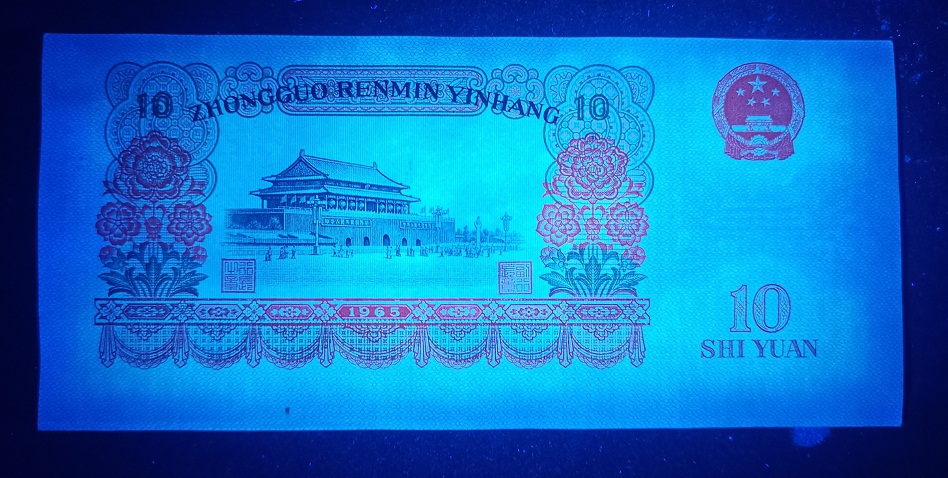 10 ZHONGGUO RENMIN YINHANG 10
1965
10
SHI YUAN